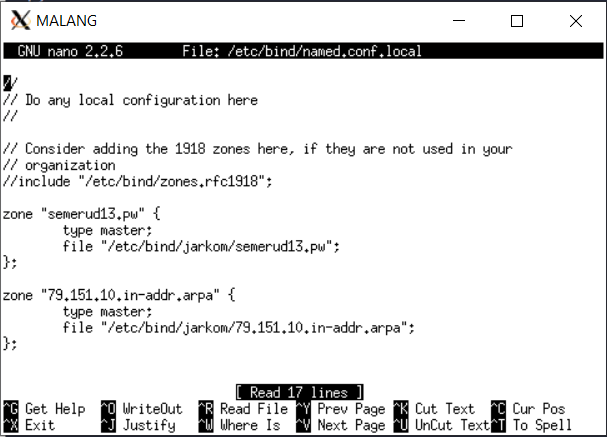 MALANG
GNU nano 2.2.6 File: /etc/bind/named.conf.local
//
// Do any local configuration here
//
// Consider adding the 1918 zones here, if they are not used in your
// organization
//include "/etc/bind/zones.rfc1918";
zone "semerud13.pw" {
type master;
file "/etc/bind/jarkom/semerud13.pw";
};
zone "79.151.10.in-addr.arpa" {
type master;
file "/etc/bind/jarkom/79.151.10.in-addr.arpa";
};
[ Read 17 lines ]
^G Get Help ^O WriteOut ^R Read File ^Y Prev Page ^K Cut Text ^C Cur Pos
^X Exit ^J Justify ^W Where Is ^V Next Page ^U UnCut Text ^T To Spell